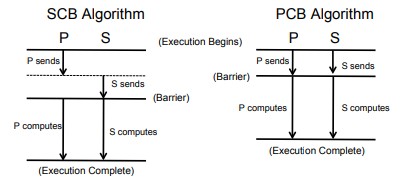 SCB Algorithm
P S
(Execution Begins)
P sends
S sends
(Barrier)
P computes
S computes
(Execution Complete)
PCB Algorithm
P S
P sends
S sends
(Barrier)
P computes
S computes
(Execution Complete)